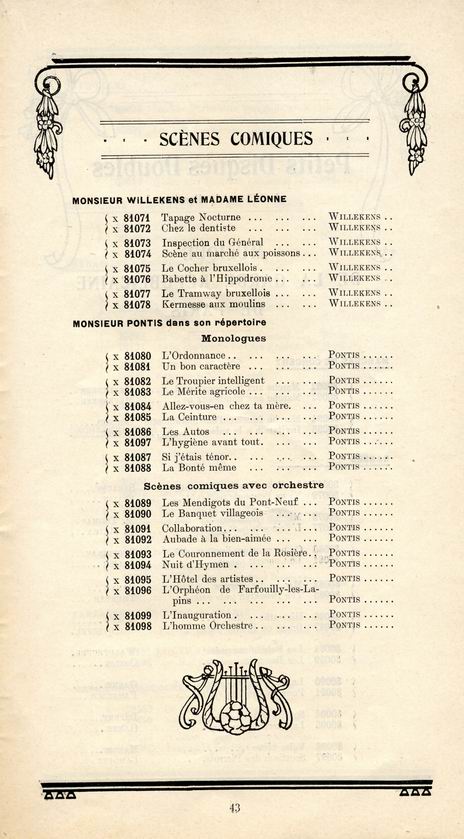 SCÈNES COMIQUES
MONSIEUR WILLEKENS et MADAME LÉONNE
x 81071 Tapage Nocturne ... ... ... WILLEKENS ..
x 81072 Chez le dentiste ... ... ... WILLEKENS ..
x 81073 Inspection du Général ... ... WILLEKENS ..
x 81074 Scène au marché aux poissons ... WILLEKENS ..
x 81075 Le Cocher bruxellois . ... ... WILLEKENS ..
x 81076 Babette à l'Hippodrome ... ... WILLEKENS ..
x 81077 Le Tramway bruxellois ... ... WILLEKENS ..
x 81078 Kermesse aux moulins ... ... WILLEKENS ..
MONSIEUR PONTIS dans son répertoire
Monologues
x 81080 L'Ordonnance .. ... ... ... PONTIS ......
x 81081 Un bon caractère ... ... ... PONTIS ......
x 81082 Le Troupier intelligent ... ... PONTIS ......
x 81083 Le Mérite agricole ... ... ... PONTIS ......
x 81084 Allez-vous-en chez ta mère. ... PONTIS ......
x 81085 La Ceinture ... ... ... ... PONTIS ......
x 81086 Les Autos ... ... ... ... PONTIS ......
x 81097 L'hygiène avant tout. ... ... PONTIS ......
x 81087 Si j'étais ténor.. ... ... ... PONTIS ......
x 81088 La Bonté même ... ... ... PONTIS ......
Scènes comiques avec orchestre
x 81089 Les Mendigots du Pont-Neuf ... PONTIS ......
x 81090 Le Banquet villageois ... ... PONTIS ......
x 81091 Collaboration... ... ... ... PONTIS ......
x 81092 Aubade à la bien-aimée ... ... PONTIS ......
x 81093 Le Couronnement de la Rosière.. PONTIS ......
x 81094 Nuit d'Hymen . ... ... ... PONTIS ......
x 81095 L'Hôtel des artistes .. ... ... PONTIS ......
x 81096 L'Orphéon de Farfouilly-les-La-
pins ... ... ... ... ... PONTIS ......
x 81099 L'Inauguration . ... ... ... PONTIS ......
x 81098 L'homme Orchestre .. ... ... PONTIS ......
43